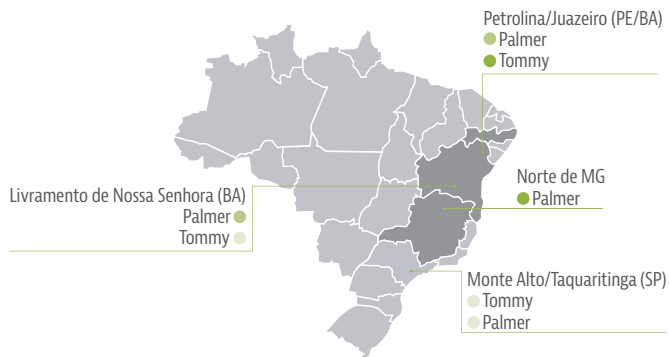 Petrolina/Juazeiro (PE/BA)
Palmer
Tommy
Norte de MG
Palmer
Livramento de Nossa Senhora (BA)
Palmer
Tommy
Monte Alto/Taquaritinga (SP)
Tommy
Palmer